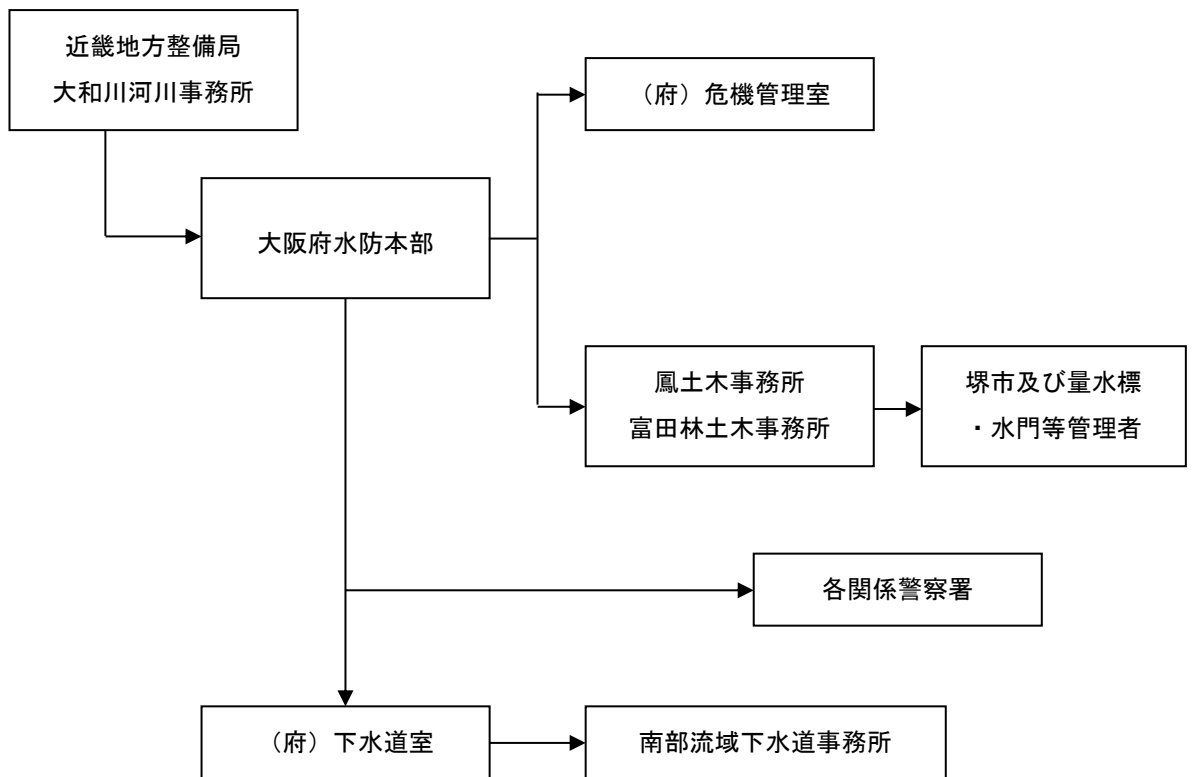 近畿地方整備局
大和川河川事務所
（府）危機管理室
大阪府水防本部
鳳土木事務所
富田林土木事務所
堺市及び量水標
・水門等管理者
各関係警察署
（府）下水道室
南部流域下水道事務所